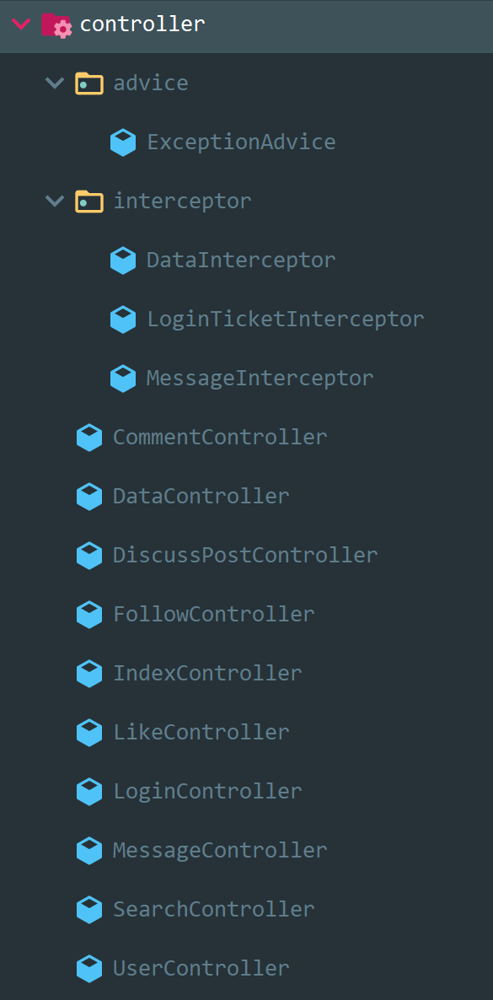 controller
advice
ExceptionAdvice
interceptor
DataInterceptor
LoginTicketInterceptor
MessageInterceptor
CommentController
DataController
DiscussPostController
FollowController
IndexController
LikeController
LoginController
MessageController
SearchController
UserController